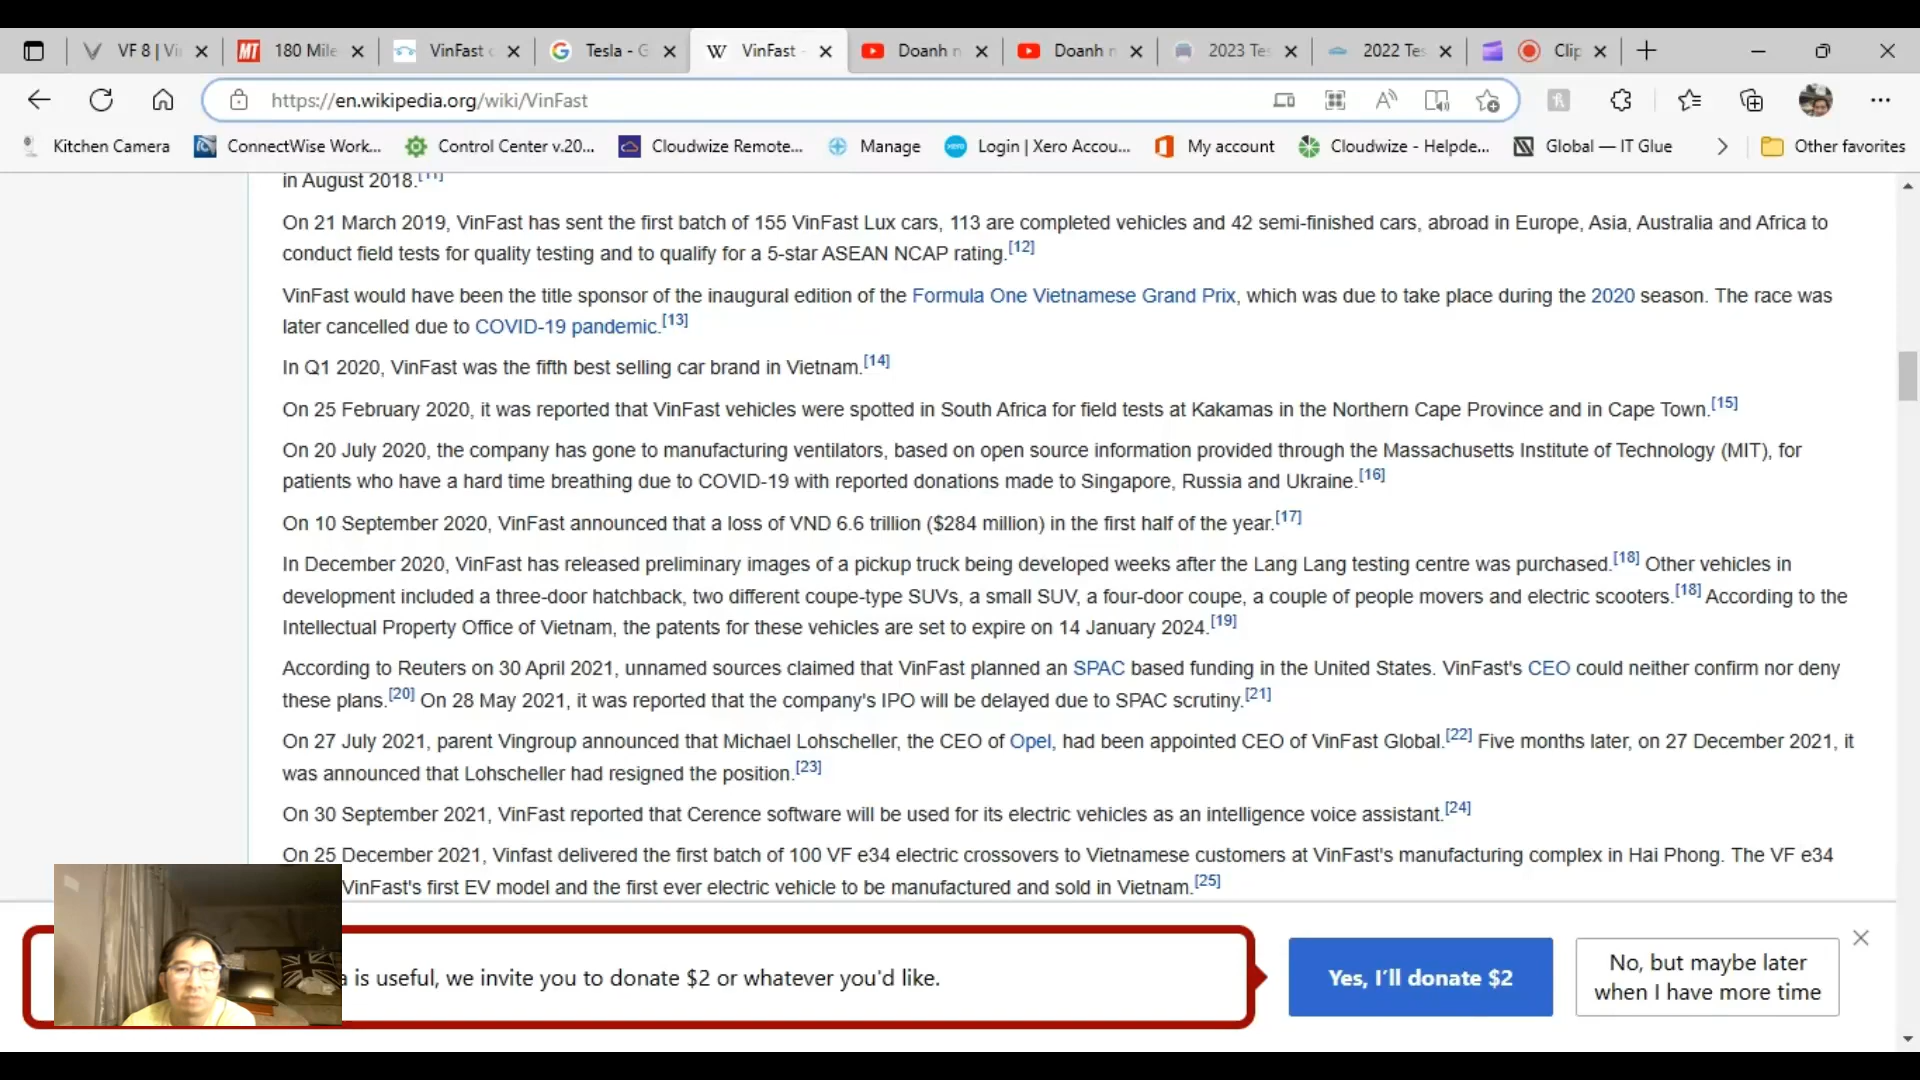 VF 8 | Vi
180 Mile
VinFast
Tesla - G
VinFast -
Doanh n
Doanh n
2023 Te
2022 Tes
Clip
https://en.wikipedia.org/wiki/VinFast
Kitchen Camera
ConnectWise Work...
Control Center v.20...
Cloudwize Remote...
Manage
Login | Xero Accou...
My account
Cloudwize - Helpde...
Global — IT Glue
Other favorites
in August 2018.[11]
On 21 March 2019, VinFast has sent the first batch of 155 VinFast Lux cars, 113 are completed vehicles and 42 semi-finished cars, abroad in Europe, Asia, Australia and Africa to
conduct field tests for quality testing and to qualify for a 5-star ASEAN NCAP rating.[12]
VinFast would have been the title sponsor of the inaugural edition of the Formula One Vietnamese Grand Prix, which was due to take place during the 2020 season. The race was
later cancelled due to COVID-19 pandemic.[13]
In Q1 2020, VinFast was the fifth best selling car brand in Vietnam.[14]
On 25 February 2020, it was reported that VinFast vehicles were spotted in South Africa for field tests at Kakamas in the Northern Cape Province and in Cape Town.[15]
On 20 July 2020, the company has gone to manufacturing ventilators, based on open source information provided through the Massachusetts Institute of Technology (MIT), for
patients who have a hard time breathing due to COVID-19 with reported donations made to Singapore, Russia and Ukraine.[16]
On 10 September 2020, VinFast announced that a loss of VND 6.6 trillion ($284 million) in the first half of the year.[17]
In December 2020, VinFast has released preliminary images of a pickup truck being developed weeks after the Lang Lang testing centre was purchased.[18] Other vehicles in
development included a three-door hatchback, two different coupe-type SUVs, a small SUV, a four-door coupe, a couple of people movers and electric scooters.[18] According to the
Intellectual Property Office of Vietnam, the patents for these vehicles are set to expire on 14 January 2024.[19]
According to Reuters on 30 April 2021, unnamed sources claimed that VinFast planned an SPAC based funding in the United States. VinFast's CEO could neither confirm nor deny
these plans.[20] On 28 May 2021, it was reported that the company's IPO will be delayed due to SPAC scrutiny.[21]
On 27 July 2021, parent Vingroup announced that Michael Lohscheller, the CEO of Opel, had been appointed CEO of VinFast Global.[22] Five months later, on 27 December 2021, it
was announced that Lohscheller had resigned the position.[23]
On 30 September 2021, VinFast reported that Cerence software will be used for its electric vehicles as an intelligence voice assistant.[24]
On 25 December 2021, Vinfast delivered the first batch of 100 VF e34 electric crossovers to Vietnamese customers at VinFast's manufacturing complex in Hai Phong. The VF e34
VinFast's first EV model and the first ever electric vehicle to be manufactured and sold in Vietnam.[25]
a is useful, we invite you to donate $2 or whatever you'd like.
Yes, I'll donate $2
No, but maybe later
when I have more time